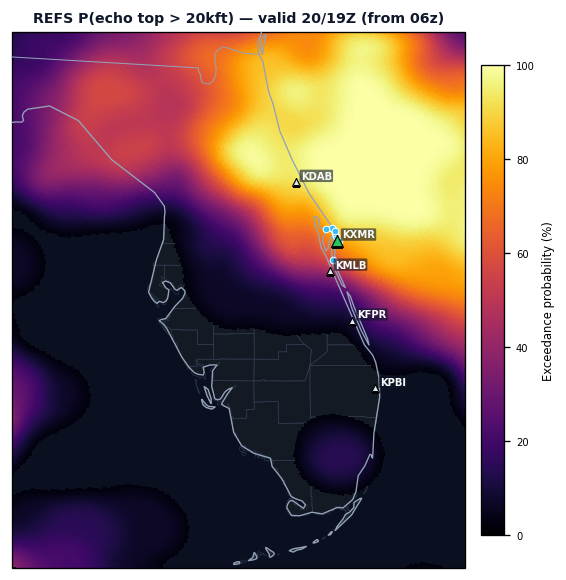 REFS P(echo top > 20kft) — valid 20/19Z (from 06z)
KDAB
KXMR
KMLB
KFPR
KPBI
100
80
60
40
20
0
Exceedance probability (%)